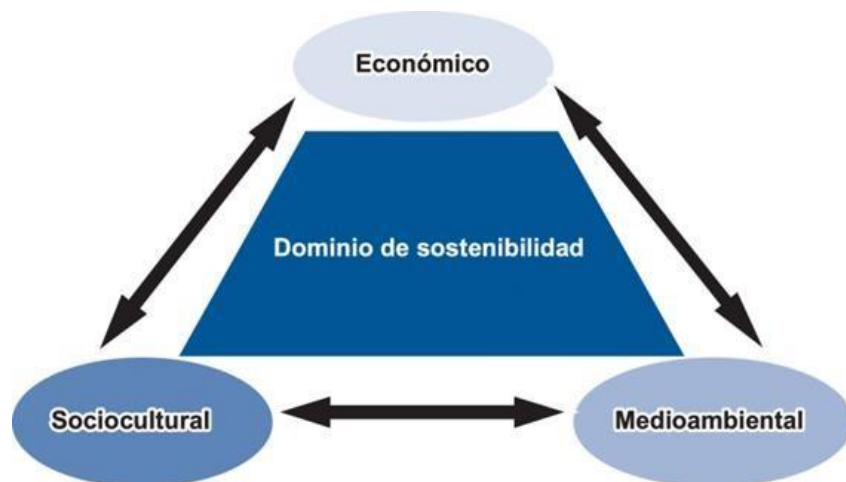 Económico
Dominio de sostenibilidad
Sociocultural
Medioambiental